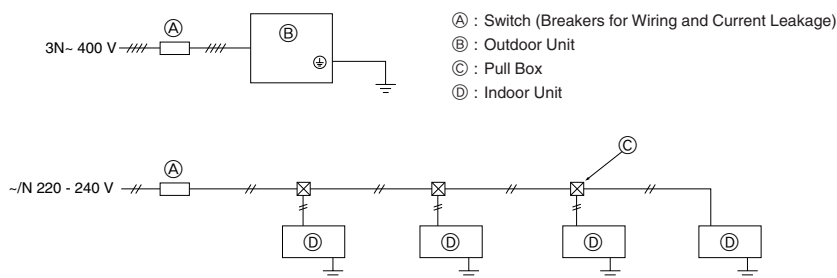 Ⓐ : Switch (Breakers for Wiring and Current Leakage)
Ⓑ : Outdoor Unit
Ⓒ : Pull Box
Ⓓ : Indoor Unit
Ⓐ
Ⓑ
3N~ 400 V
Ⓒ
Ⓐ
~/N 220 - 240 V
Ⓓ Ⓓ Ⓓ Ⓓ